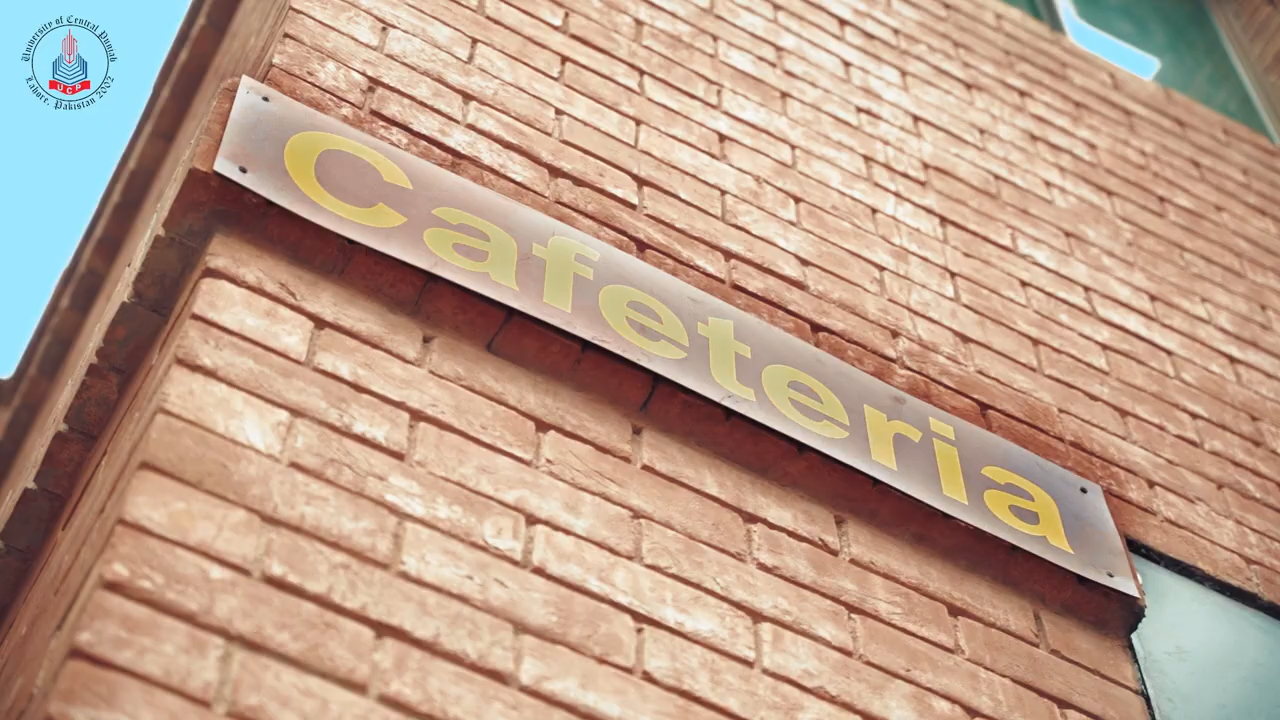 University of Central Punjab
UCP
Lahore, Pakistan 2002
Cafeteria